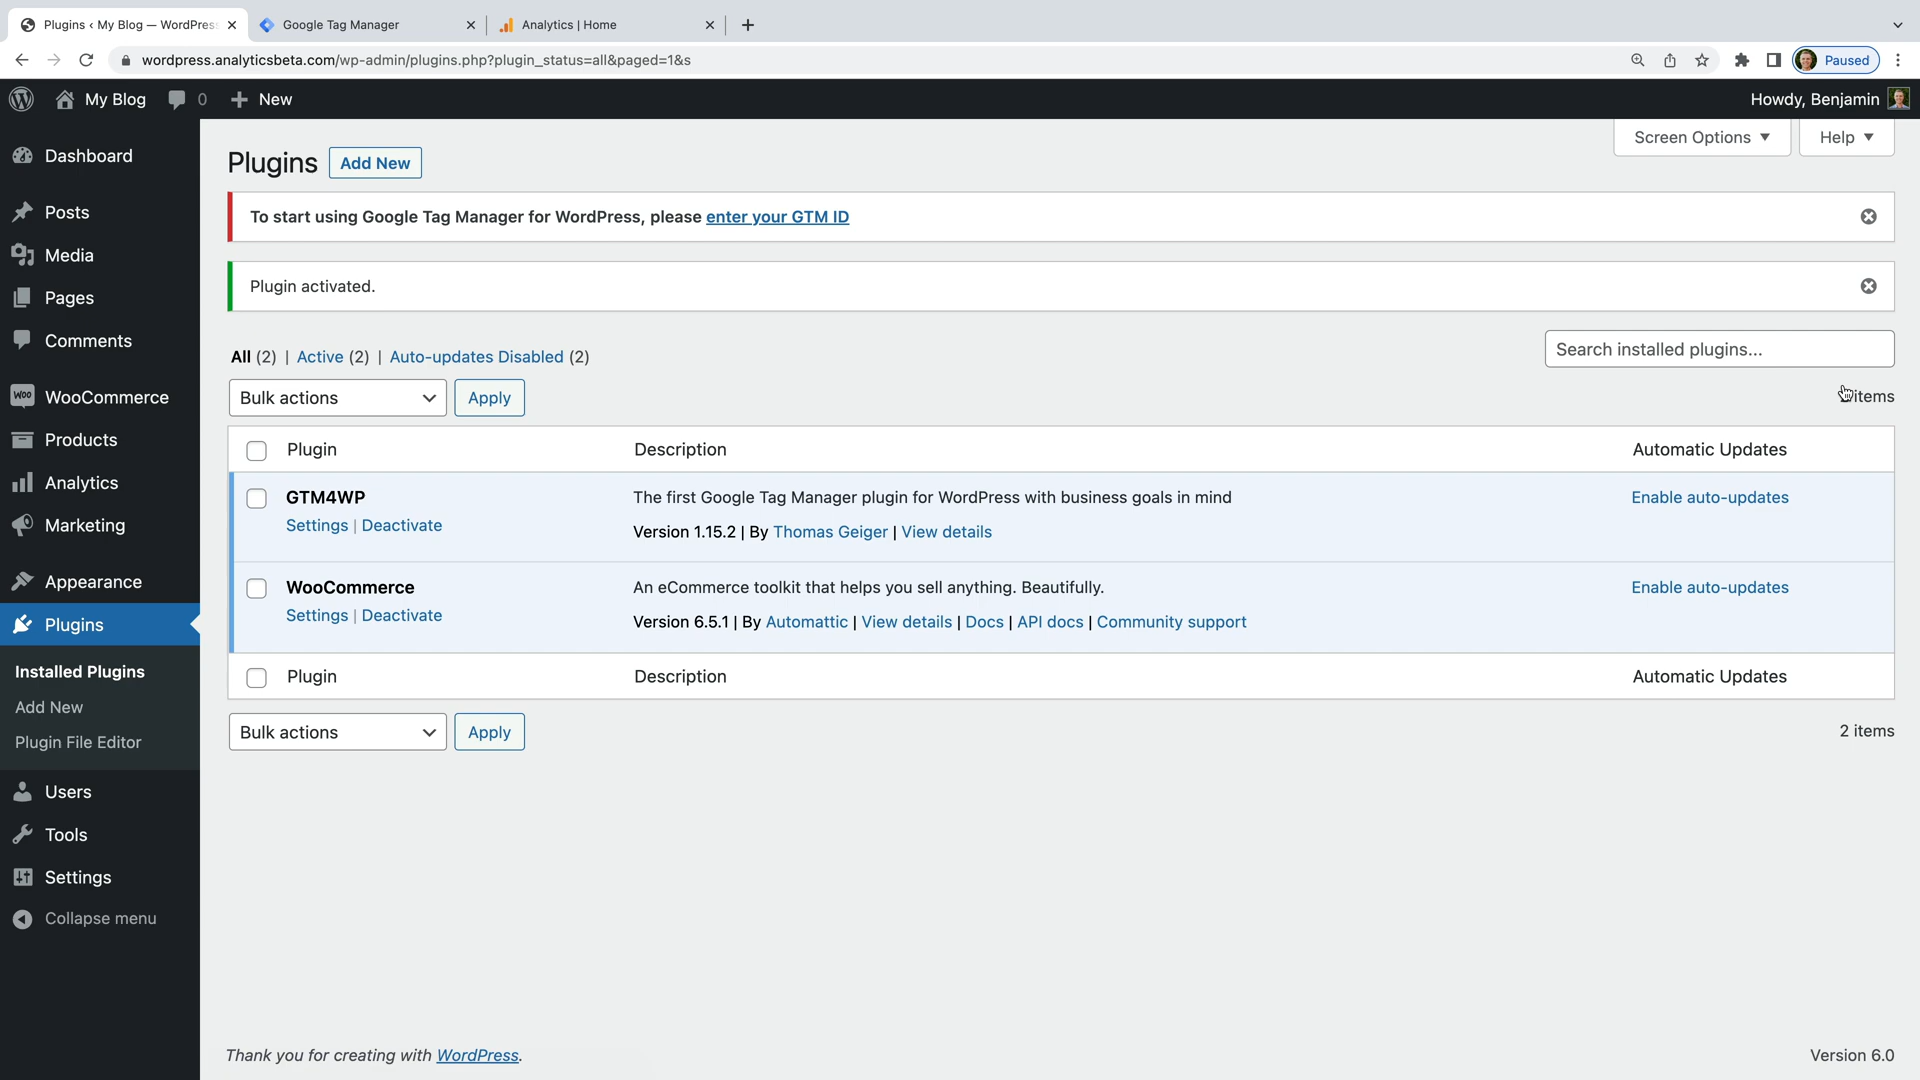 Plugins ‹ My Blog — WordPress
Google Tag Manager
Analytics | Home
wordpress.analyticsbeta.com/wp-admin/plugins.php?plugin_status=all&paged=1&s
Paused
My Blog
0
New
Howdy, Benjamin
Screen Options
Help
Dashboard
Posts
Media
Pages
Comments
WooCommerce
Products
Analytics
Marketing
Appearance
Plugins
Installed Plugins
Add New
Plugin File Editor
Users
Tools
Settings
Collapse menu
Plugins
Add New
To start using Google Tag Manager for WordPress, please enter your GTM ID
Plugin activated.
All (2) | Active (2) | Auto-updates Disabled (2)
Search installed plugins...
Bulk actions
Apply
items
Plugin Description Automatic Updates
GTM4WP
Settings | Deactivate
The first Google Tag Manager plugin for WordPress with business goals in mind
Version 1.15.2 | By Thomas Geiger | View details
Enable auto-updates
WooCommerce
Settings | Deactivate
An eCommerce toolkit that helps you sell anything. Beautifully.
Version 6.5.1 | By Automattic | View details | Docs | API docs | Community support
Enable auto-updates
Plugin Description Automatic Updates
Bulk actions
Apply
2 items
Thank you for creating with WordPress.
Version 6.0